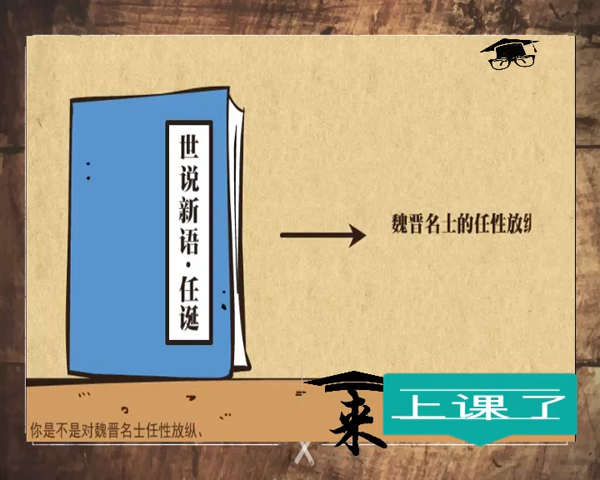 世说新语·任诞
魏晋名士的任性放纵
你是不是对魏晋名士任性放纵、
来
上课了